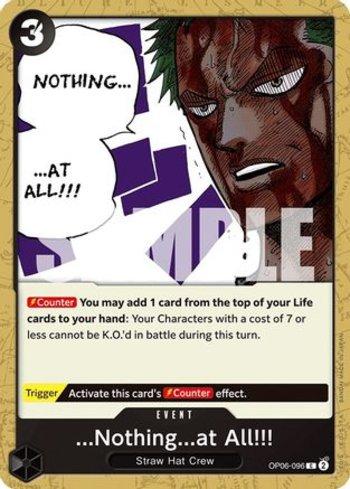 3
NOTHING...
...AT
ALL!!!
SAMPLE
⚡Counter You may add 1 card from the top of your Life
cards to your hand: Your Characters with a cost of 7 or
less cannot be K.O.'d in battle during this turn.
Trigger Activate this card's ⚡Counter effect.
EVENT
...Nothing...at All!!!
Straw Hat Crew
OP06-096 C 2